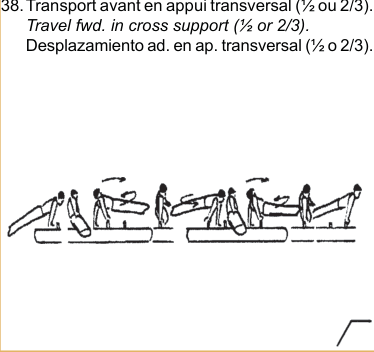 38. Transport avant en appui transversal (½ ou 2/3).
Travel fwd. in cross support (½ or 2/3).
Desplazamiento ad. en ap. transversal (½ o 2/3).